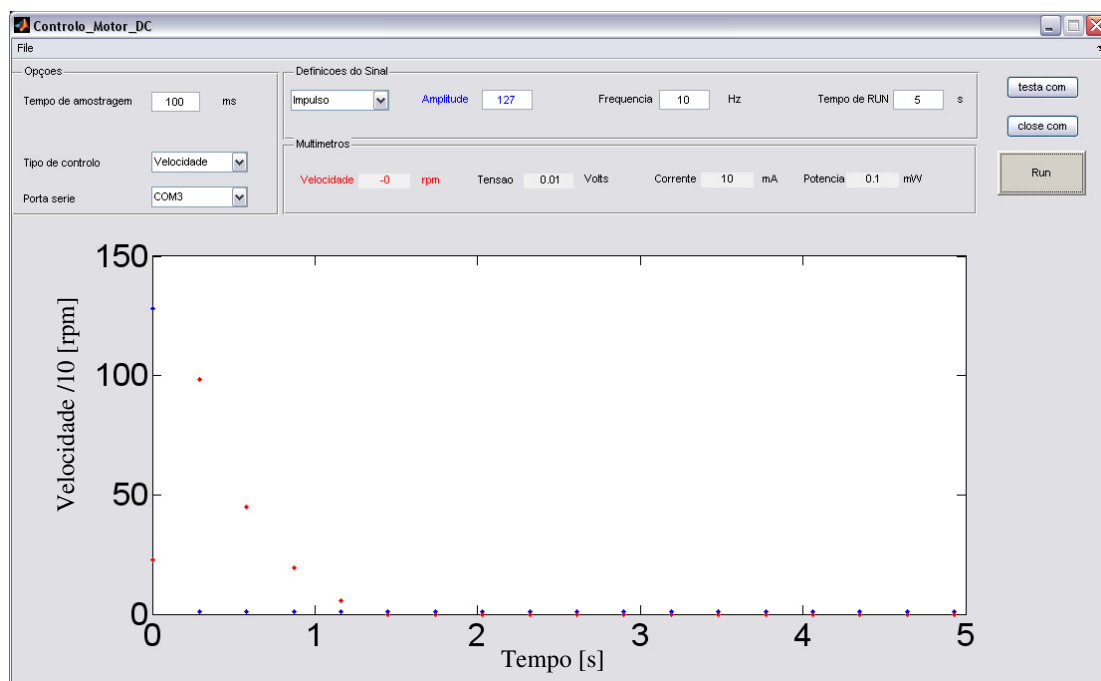 Controlo_Motor_DC
File
Opçoes
Tempo de amostragem 100 ms
Tipo de controlo Velocidade
Porta serie COM3
Definicoes do Sinal
Impulso Amplitude 127 Frequencia 10 Hz Tempo de RUN 5 s
Multimetros
Velocidade -0 rpm Tensao 0.01 Volts Corrente 10 mA Potencia 0.1 mW
testa com
close com
Run
Velocidade /10 [rpm]
150
100
50
0
0 1 2 3 4 5
Tempo [s]